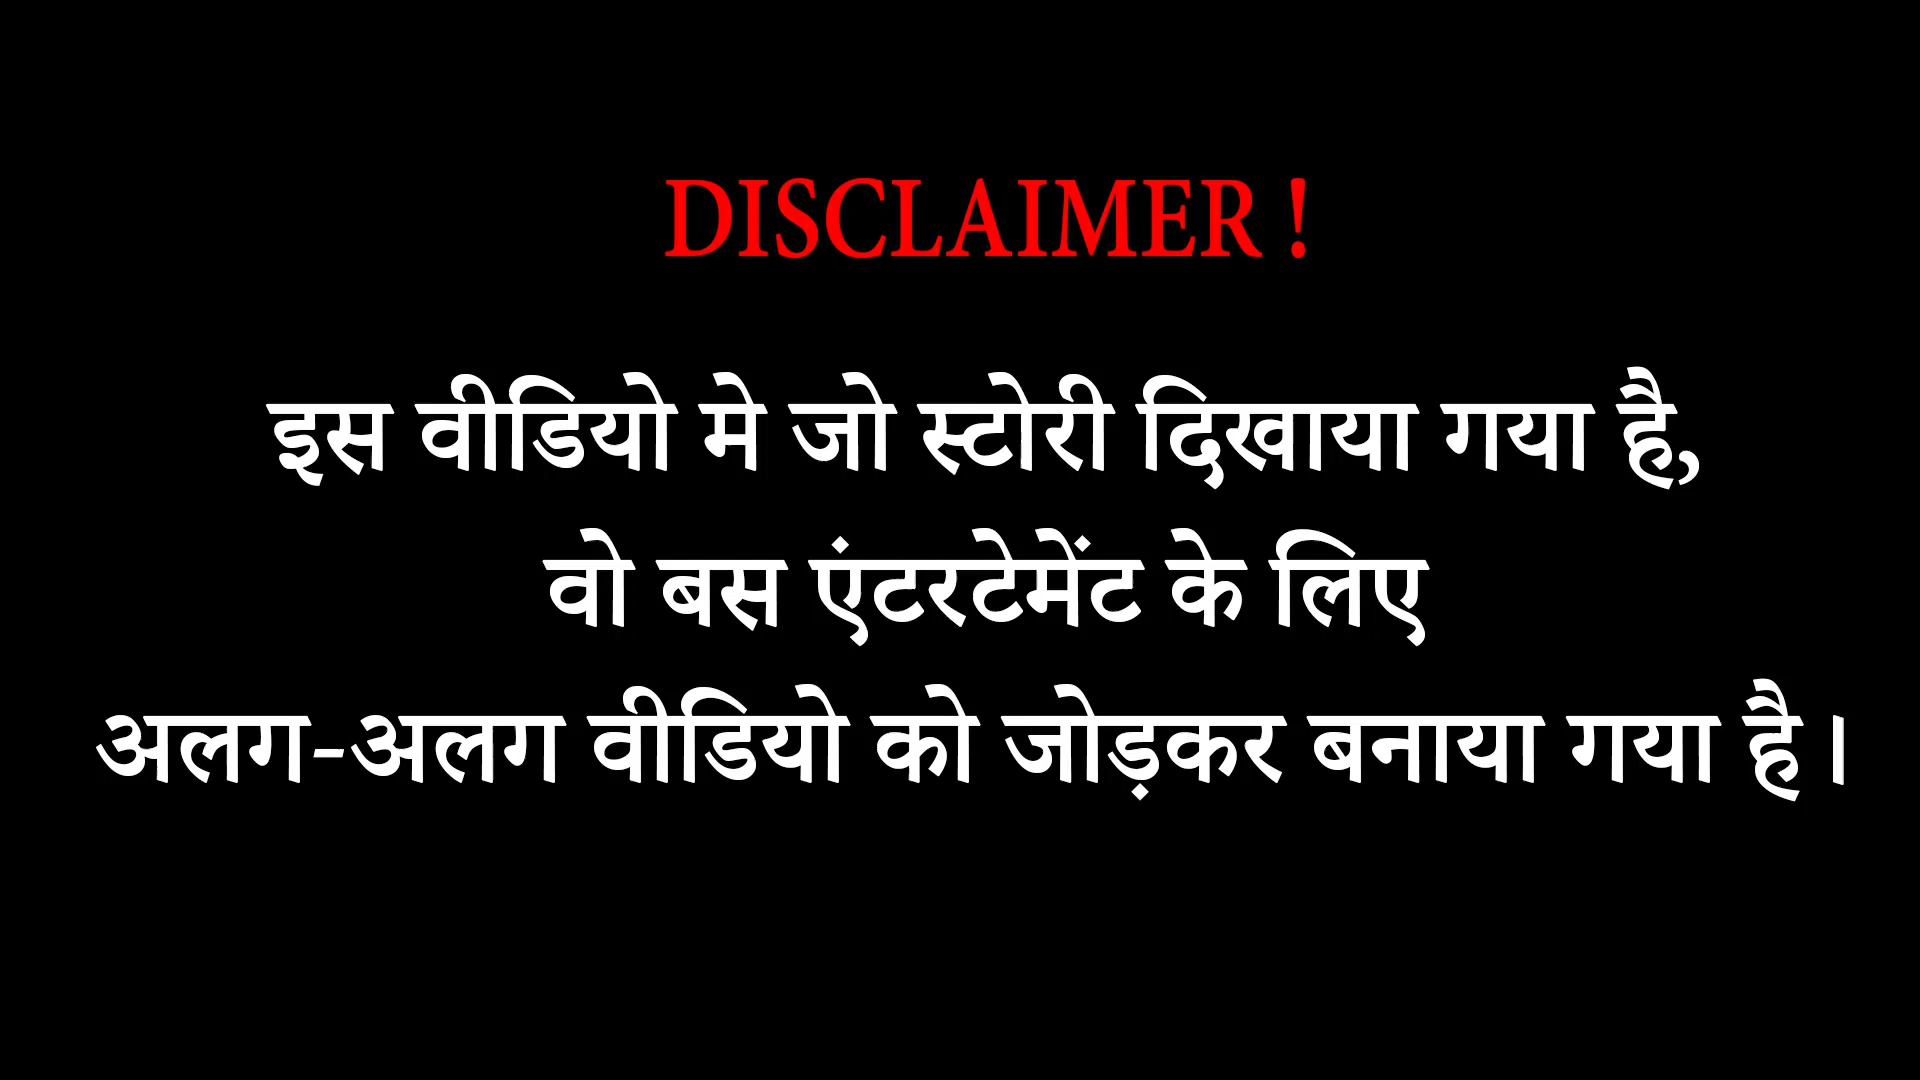 DISCLAIMER !
इस वीडियो मे जो स्टोरी दिखाया गया है,
वो बस एंटरटेमेंट के लिए
अलग-अलग वीडियो को जोड़कर बनाया गया है ।